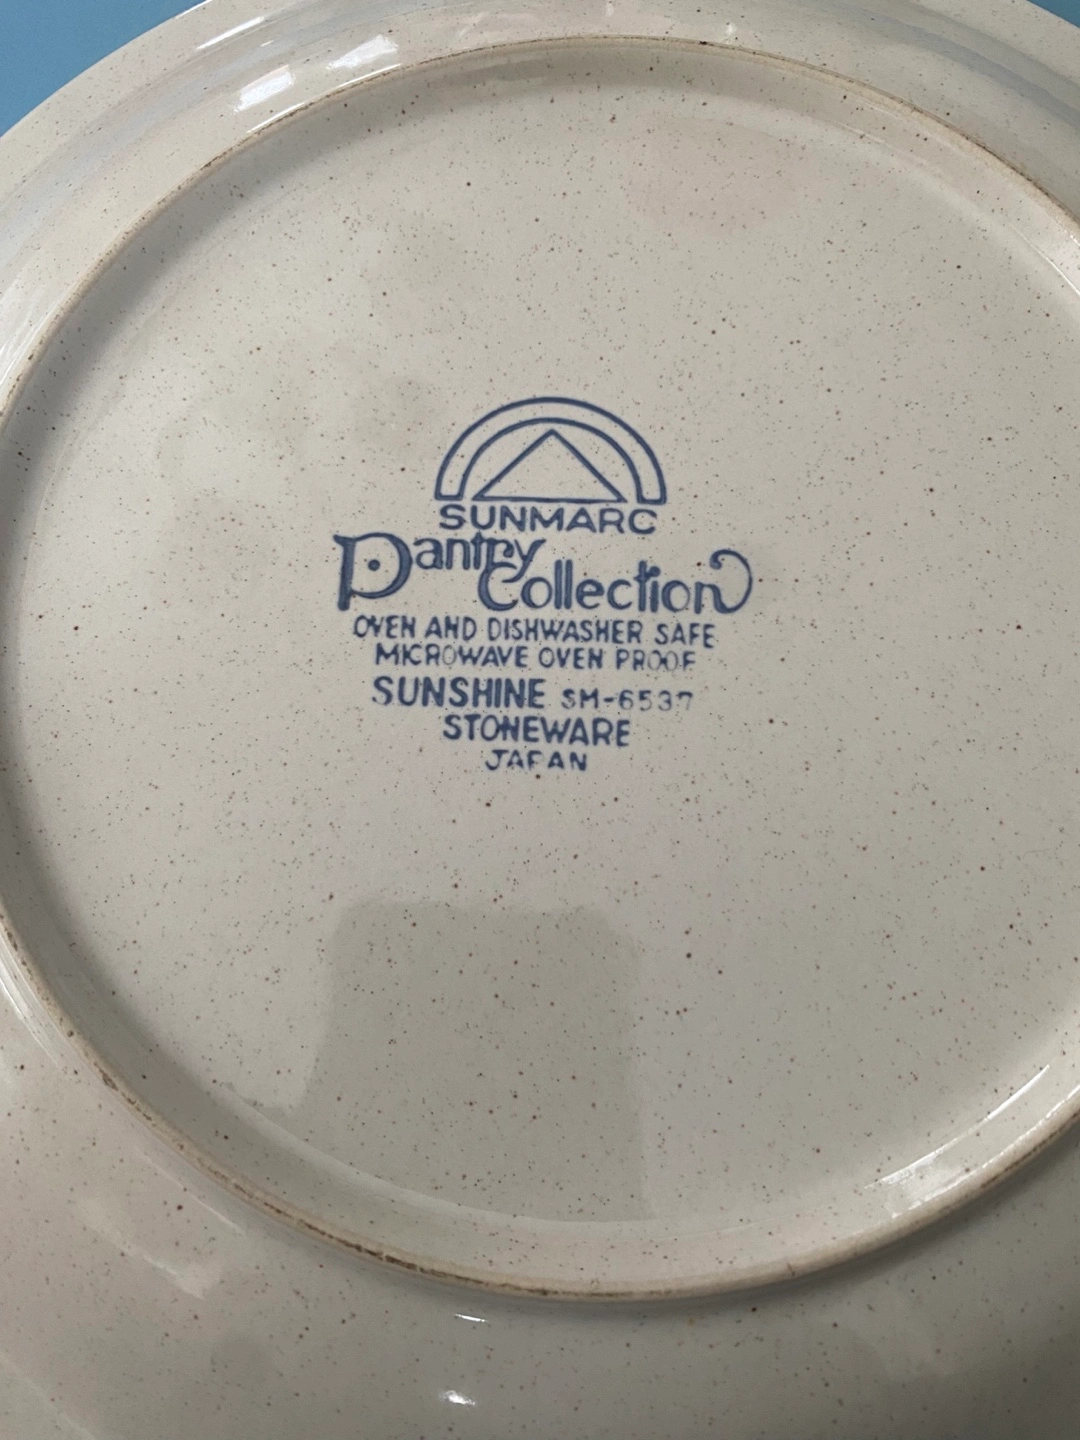 SUNMARC
Pantry Collection
OVEN AND DISHWASHER SAFE
MICROWAVE OVEN PROOF
SUNSHINE SM-6537
STONEWARE
JAPAN